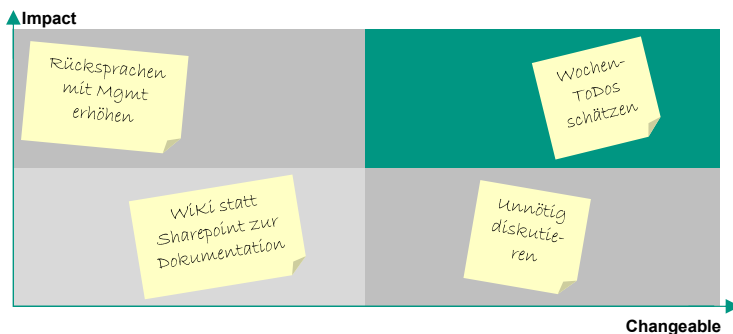 Impact
Rücksprachen
mit Mgmt
erhöhen
Wochen-
ToDos
schätzen
Wiki statt
Sharepoint zur
Dokumentation
Unnötig
diskutie-
ren
Changeable